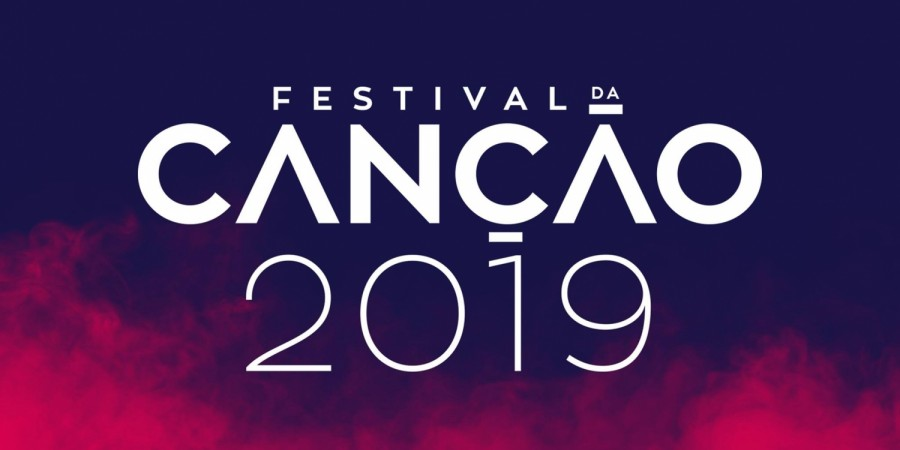 FESTIVAL DA
CANÇÃO
2019